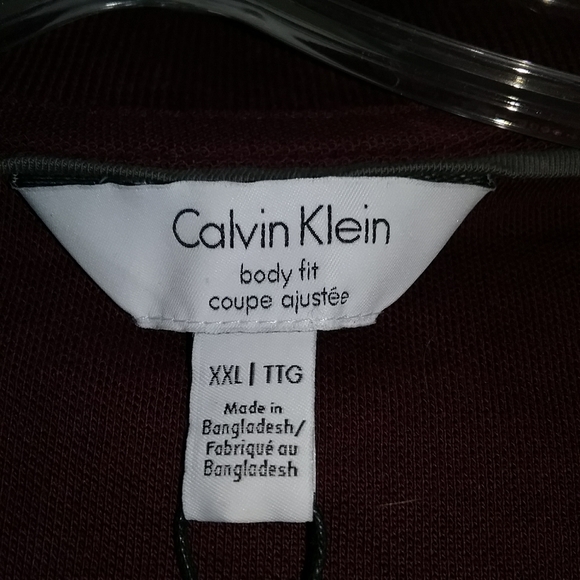 Calvin Klein
body fit
coupe ajustée
XXL | TTG
Made in
Bangladesh/
Fabriqué au
Bangladesh